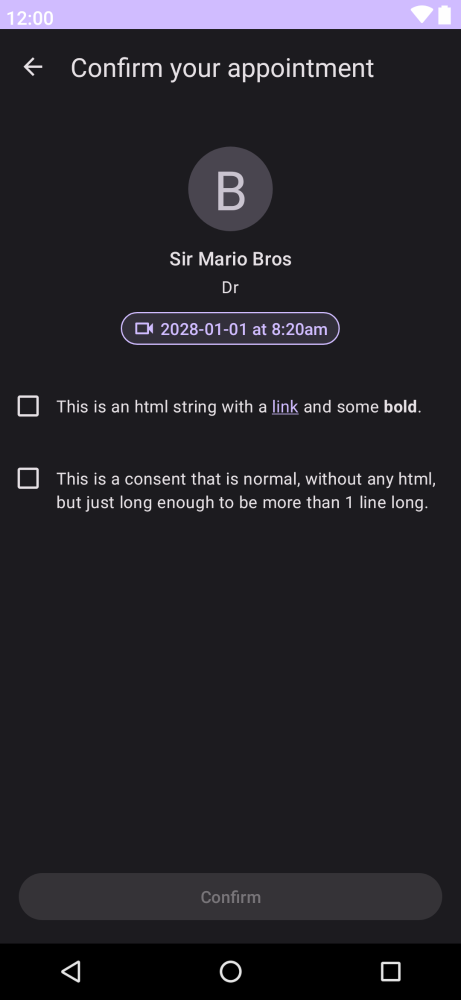 12:00
Confirm your appointment
B
Sir Mario Bros
Dr
2028-01-01 at 8:20am
This is an html string with a link and some bold.
This is a consent that is normal, without any html,
but just long enough to be more than 1 line long.
Confirm